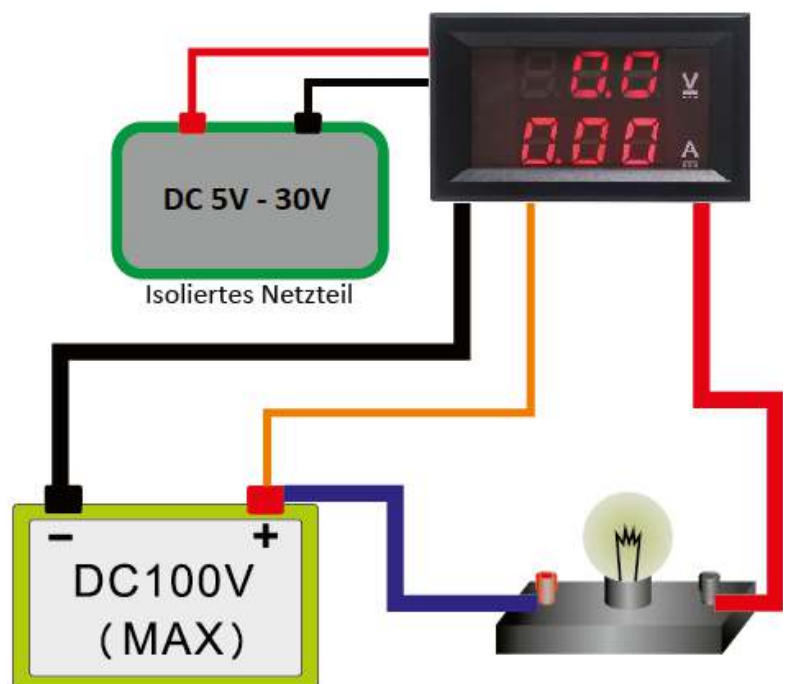 0.0 V
0.00 A
DC 5V - 30V
Isoliertes Netzteil
- +
DC100V
(MAX)